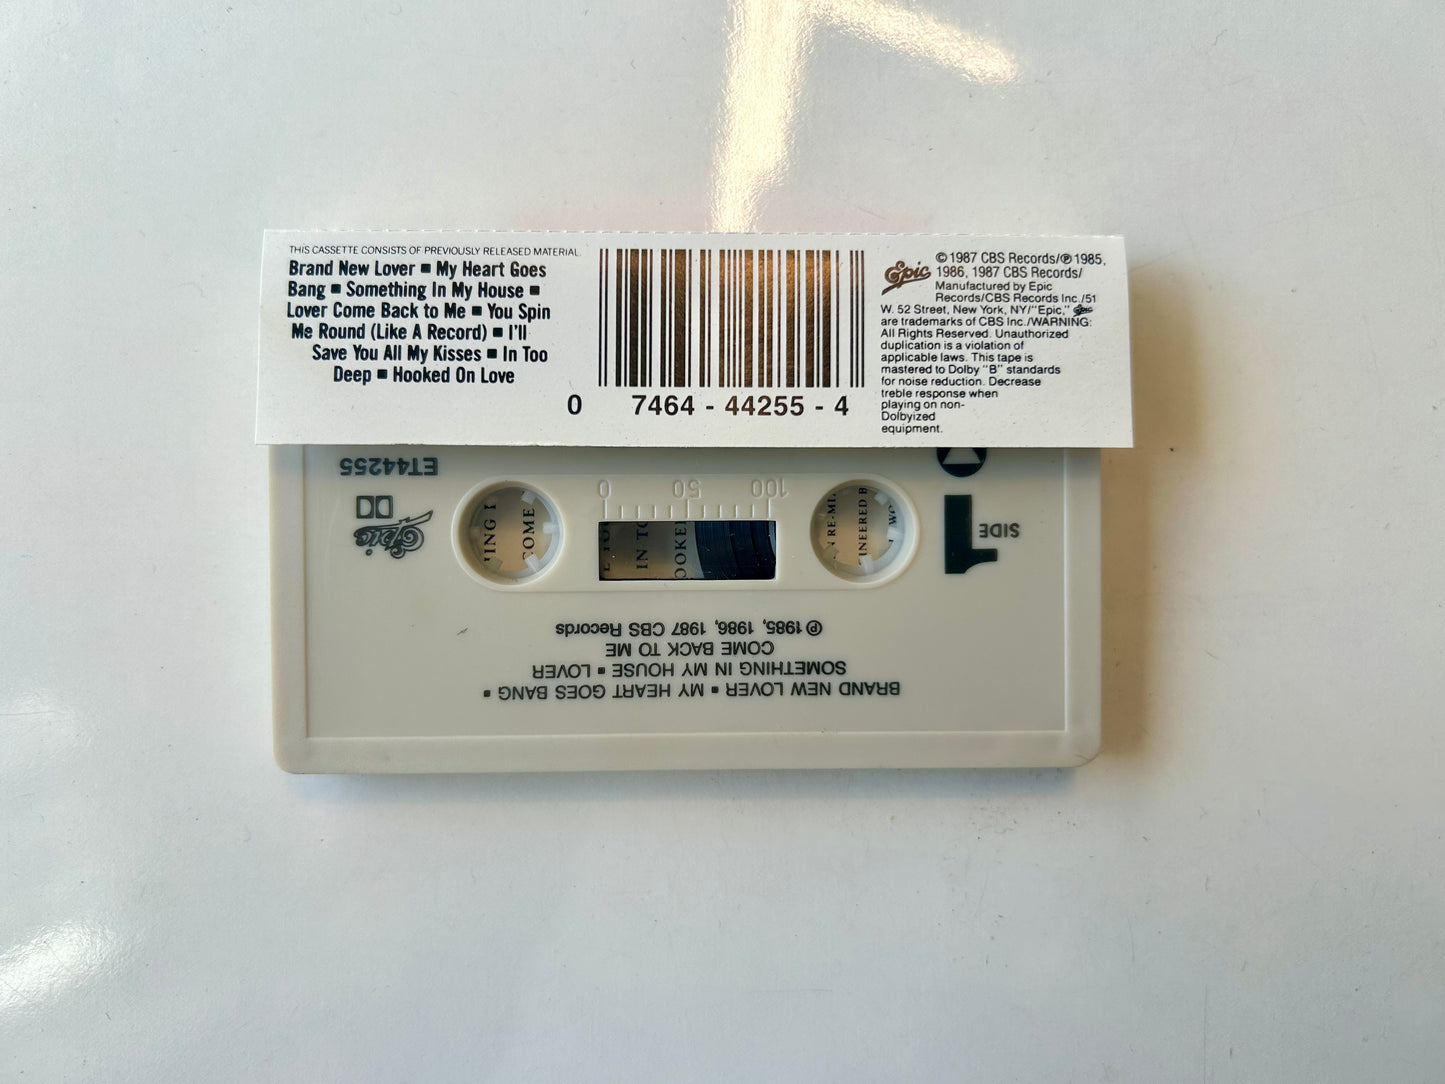 THIS CASSETTE CONSISTS OF PREVIOUSLY RELEASED MATERIAL.
Brand New Lover ■ My Heart Goes
Bang ■ Something In My House ■
Lover Come Back to Me ■ You Spin
Me Round (Like A Record) ■ I'll
Save You All My Kisses ■ In Too
Deep ■ Hooked On Love
0 7464 - 44255 - 4
Epic
©1987 CBS Records/℗1985,
1986, 1987 CBS Records/
Manufactured by Epic
Records/CBS Records Inc./51
W. 52 Street, New York, NY/"Epic," Epic
are trademarks of CBS Inc./WARNING:
All Rights Reserved. Unauthorized
duplication is a violation of
applicable laws. This tape is
mastered to Dolby "B" standards
for noise reduction. Decrease
treble response when
playing on non-
Dolbyized
equipment.
BRAND NEW LOVER ■ MY HEART GOES BANG ■
SOMETHING IN MY HOUSE ■ LOVER
COME BACK TO ME
℗ 1985, 1986, 1987 CBS Records
SIDE
1
Epic
100 50 0
ET44255
COME
IN TO